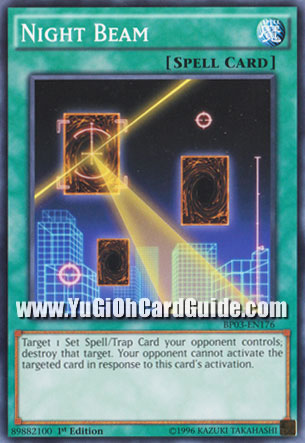 NIGHT BEAM
[SPELL CARD]
www.YuGiOhCardGuide.com
BP03-EN176
Target 1 Set Spell/Trap Card your opponent controls;
destroy that target. Your opponent cannot activate the
targeted card in response to this card's activation.
89882100 1st Edition ©1996 KAZUKI TAKAHASHI